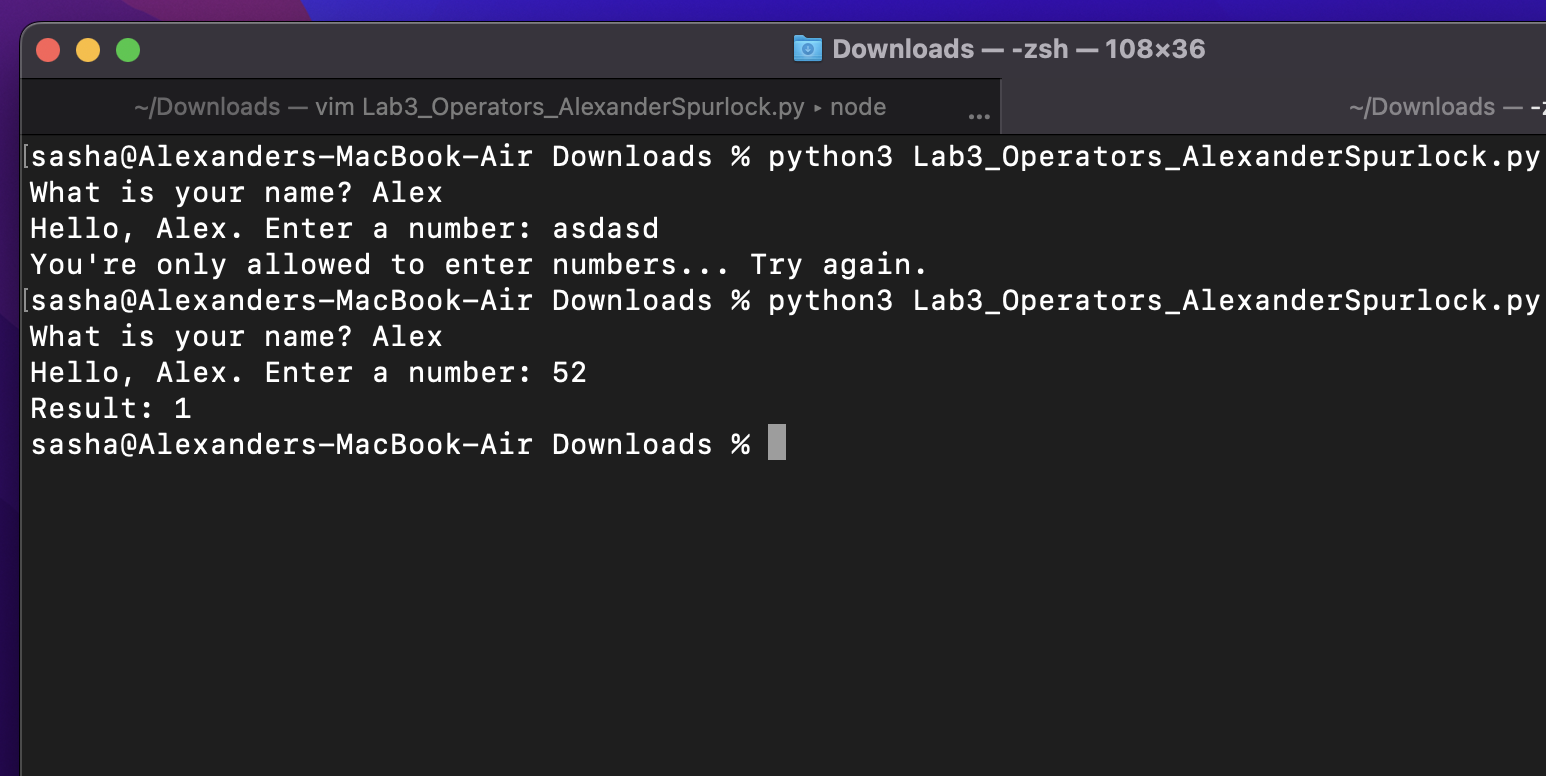 Downloads — -zsh — 108×36
~/Downloads — vim Lab3_Operators_AlexanderSpurlock.py ▸ node ...
~/Downloads — -z
[sasha@Alexanders-MacBook-Air Downloads % python3 Lab3_Operators_AlexanderSpurlock.py
What is your name? Alex
Hello, Alex. Enter a number: asdasd
You're only allowed to enter numbers... Try again.
[sasha@Alexanders-MacBook-Air Downloads % python3 Lab3_Operators_AlexanderSpurlock.py
What is your name? Alex
Hello, Alex. Enter a number: 52
Result: 1
sasha@Alexanders-MacBook-Air Downloads %